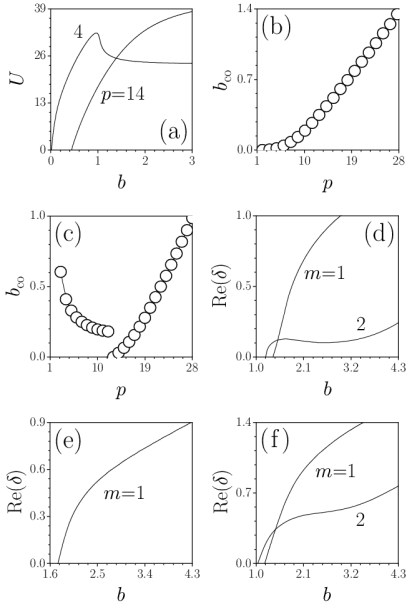 39
26
13
0
U
4
p=14
(a)
0
1
2
3
b
1.4
0.7
0.0
b_co
(b)
1
10
19
28
p
1.0
0.5
0.0
b_co
(c)
1
10
19
28
p
1.0
0.5
0.0
Re(δ)
(d)
m=1
2
1.0
2.1
3.2
4.3
b
0.9
0.6
0.3
0.0
Re(δ)
(e)
m=1
1.6
2.5
3.4
4.3
b
1.4
0.7
0.0
Re(δ)
(f)
m=1
2
1.0
2.1
3.2
4.3
b